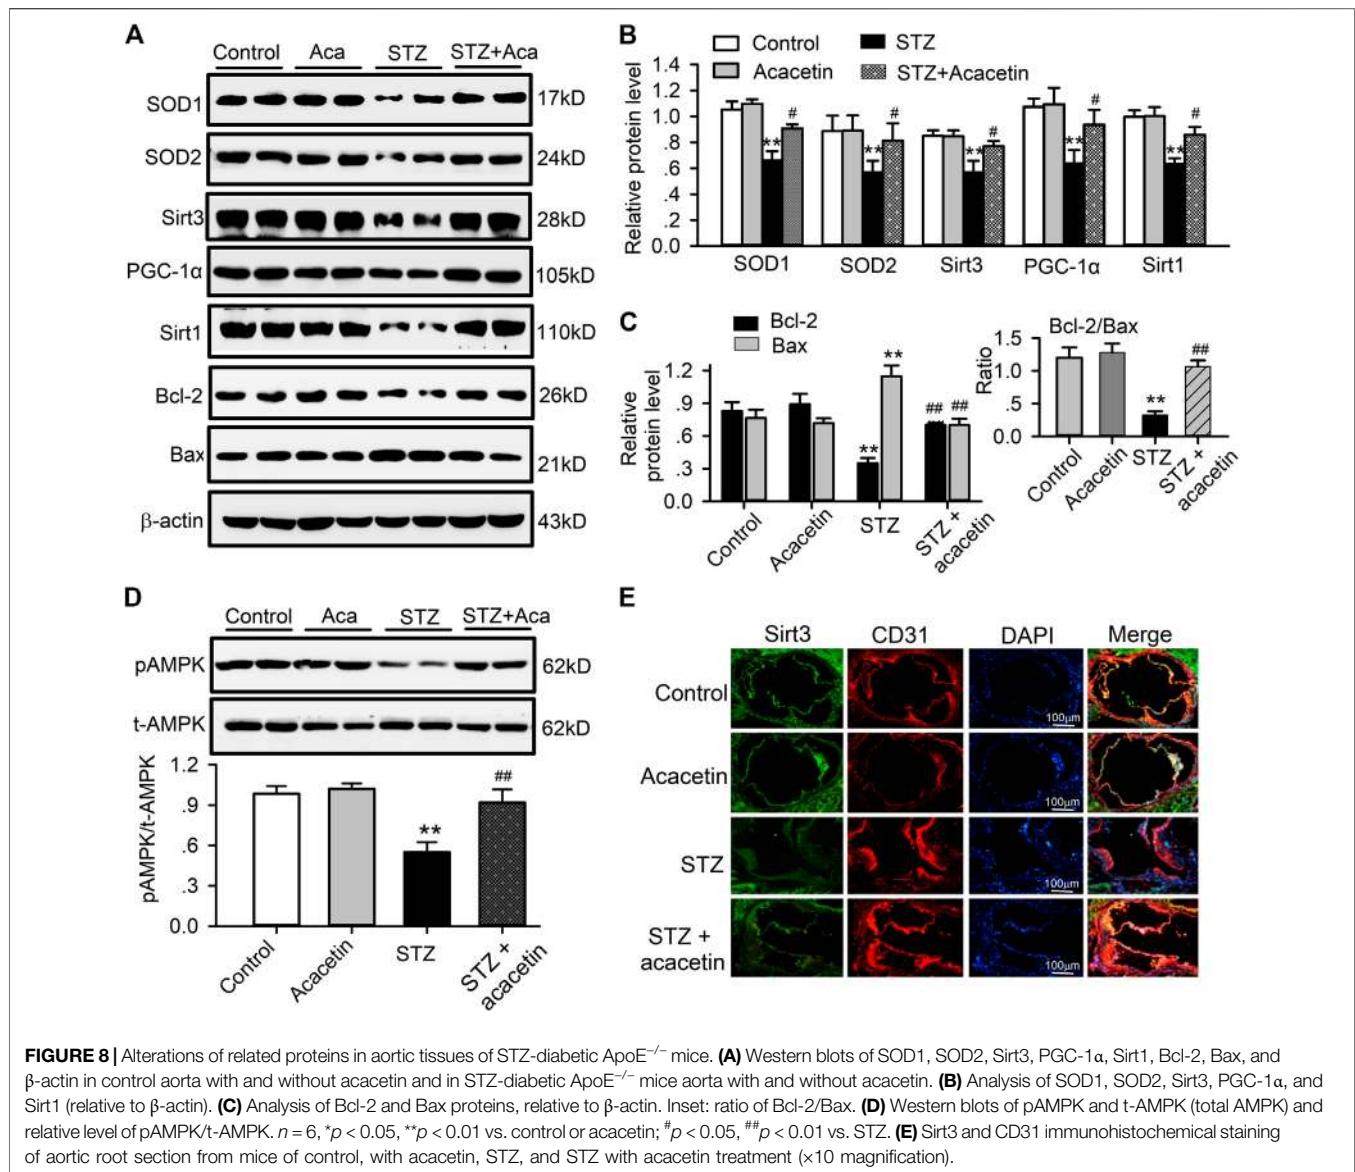 A
Control Aca STZ STZ+Aca
SOD1 17kD
SOD2 24kD
Sirt3 28kD
PGC-1α 105kD
Sirt1 110kD
Bcl-2 26kD
Bax 21kD
β-actin 43kD
B
Control STZ
Acacetin STZ+Acacetin
Relative protein level
1.4
1.2
1.0
.8
.6
.4
.2
0.0
** # ** # ** # ** # ** #
SOD1 SOD2 Sirt3 PGC-1α Sirt1
C
Bcl-2
Bax
Relative
protein level
1.2
.9
.6
.3
0.0
** ** ## ##
Control Acacetin STZ STZ +
acacetin
Bcl-2/Bax
Ratio
1.5
1.0
.5
0.0
** ##
Control Acacetin STZ STZ +
acacetin
D
Control Aca STZ STZ+Aca
pAMPK 62kD
t-AMPK 62kD
pAMPK/t-AMPK
1.2
.9
.6
.3
0.0
** ##
Control Acacetin STZ STZ +
acacetin
E
Sirt3 CD31 DAPI Merge
Control
100μm
Acacetin
100μm
STZ
100μm
STZ +
acacetin
100μm
FIGURE 8 | Alterations of related proteins in aortic tissues of STZ-diabetic ApoE−/− mice. (A) Western blots of SOD1, SOD2, Sirt3, PGC-1α, Sirt1, Bcl-2, Bax, and
β-actin in control aorta with and without acacetin and in STZ-diabetic ApoE−/− mice aorta with and without acacetin. (B) Analysis of SOD1, SOD2, Sirt3, PGC-1α, and
Sirt1 (relative to β-actin). (C) Analysis of Bcl-2 and Bax proteins, relative to β-actin. Inset: ratio of Bcl-2/Bax. (D) Western blots of pAMPK and t-AMPK (total AMPK) and
relative level of pAMPK/t-AMPK. n = 6, *p < 0.05, **p < 0.01 vs. control or acacetin; #p < 0.05, ##p < 0.01 vs. STZ. (E) Sirt3 and CD31 immunohistochemical staining
of aortic root section from mice of control, with acacetin, STZ, and STZ with acacetin treatment (×10 magnification).